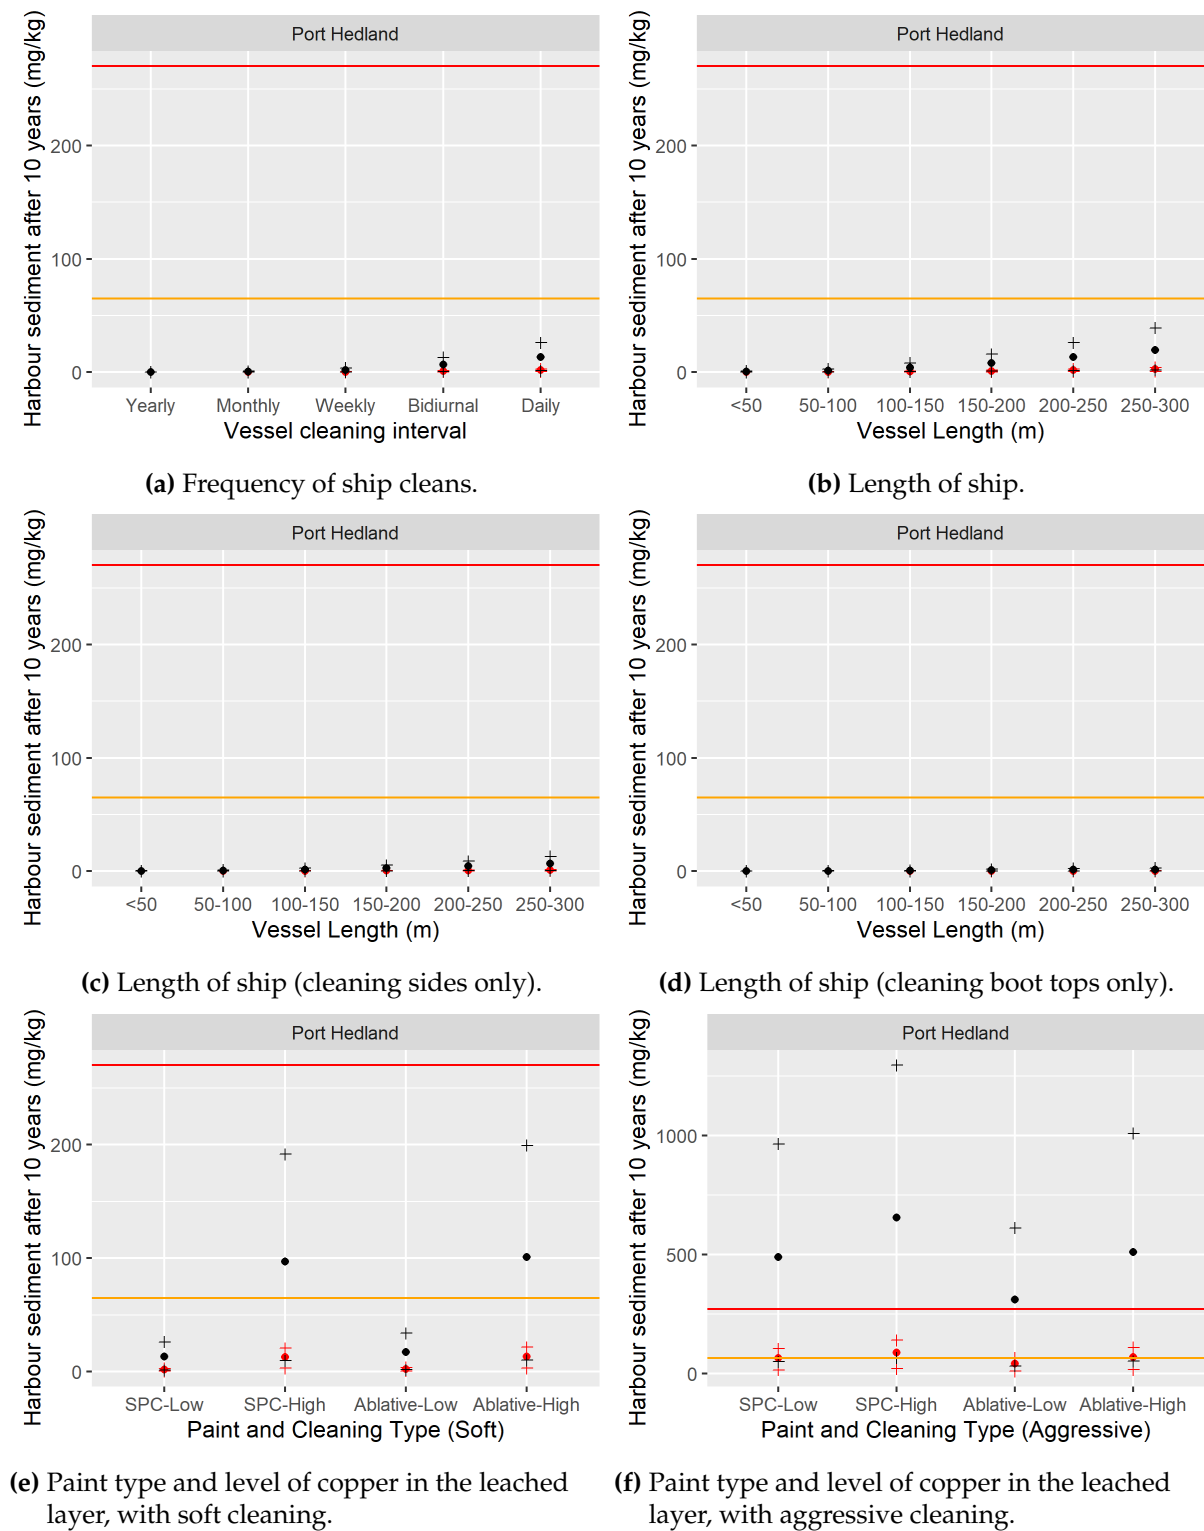 Port Hedland
Harbour sediment after 10 years (mg/kg)
200
100
0
Yearly Monthly Weekly Bidiurnal Daily
Vessel cleaning interval
(a) Frequency of ship cleans.
Port Hedland
Harbour sediment after 10 years (mg/kg)
200
100
0
<50 50-100 100-150 150-200 200-250 250-300
Vessel Length (m)
(b) Length of ship.
Port Hedland
Harbour sediment after 10 years (mg/kg)
200
100
0
<50 50-100 100-150 150-200 200-250 250-300
Vessel Length (m)
(c) Length of ship (cleaning sides only).
Port Hedland
Harbour sediment after 10 years (mg/kg)
200
100
0
<50 50-100 100-150 150-200 200-250 250-300
Vessel Length (m)
(d) Length of ship (cleaning boot tops only).
Port Hedland
Harbour sediment after 10 years (mg/kg)
200
100
0
SPC-Low SPC-High Ablative-Low Ablative-High
Paint and Cleaning Type (Soft)
(e) Paint type and level of copper in the leached
layer, with soft cleaning.
Port Hedland
Harbour sediment after 10 years (mg/kg)
1000
500
0
SPC-Low SPC-High Ablative-Low Ablative-High
Paint and Cleaning Type (Aggressive)
(f) Paint type and level of copper in the leached
layer, with aggressive cleaning.